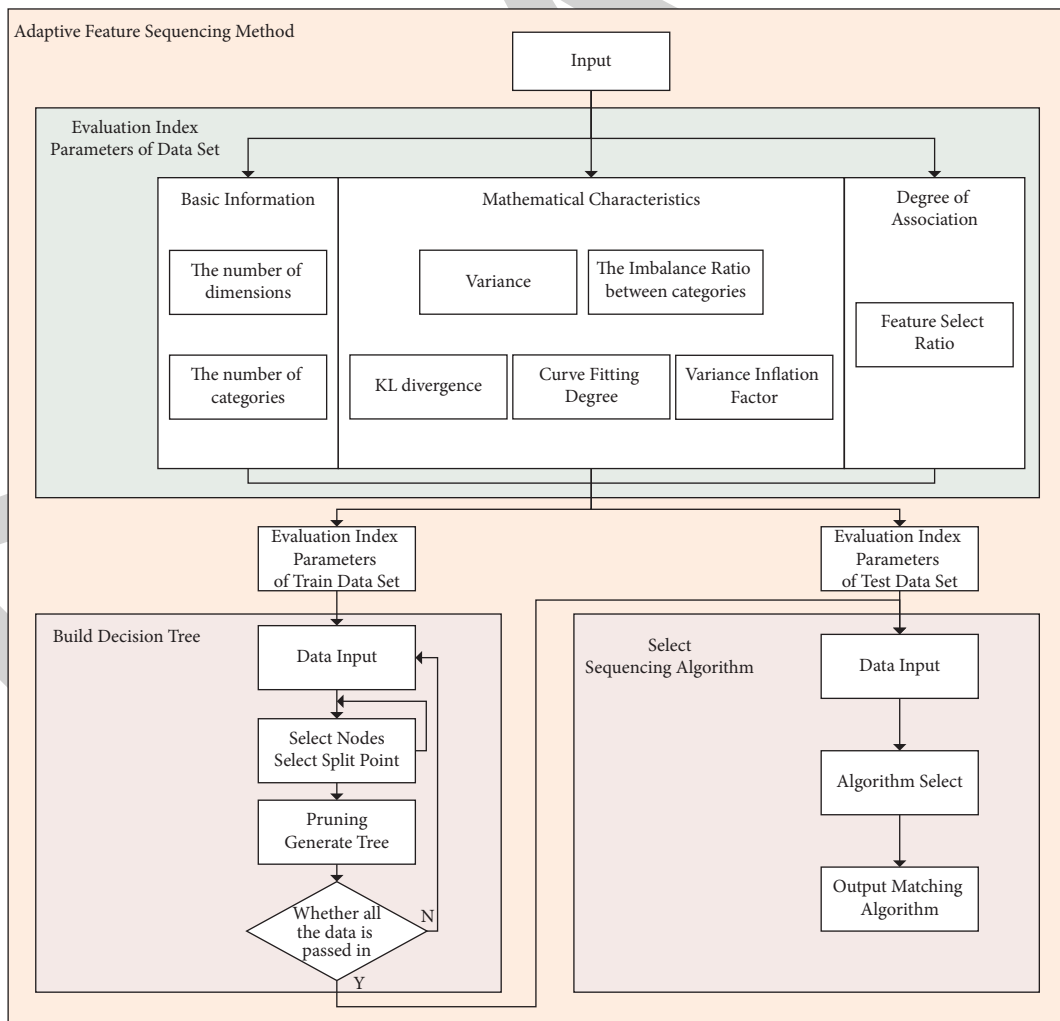 Adaptive Feature Sequencing Method
Input
Evaluation Index
Parameters of Data Set
Basic Information
The number of
dimensions
The number of
categories
Mathematical Characteristics
Variance
The Imbalance Ratio
between categories
KL divergence
Curve Fitting
Degree
Variance Inflation
Factor
Degree of
Association
Feature Select
Ratio
Evaluation Index
Parameters
of Train Data Set
Evaluation Index
Parameters
of Test Data Set
Build Decision Tree
Data Input
Select Nodes
Select Split Point
Pruning
Generate Tree
Whether all
the data is
passed in
N
Y
Select
Sequencing Algorithm
Data Input
Algorithm Select
Output Matching
Algorithm